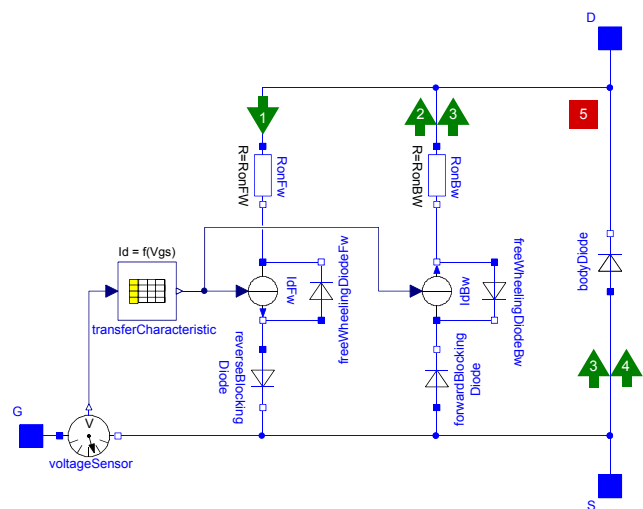 D
1
2
3
5
R=RonFW
RonFw
R=RonBW
RonBw
Id = f(Vgs)
transferCharacteristic
IdFw
freeWheelingDiodeFw
IdBw
freeWheelingDiodeBw
bodyDiode
reverseBlocking
Diode
forwardBlocking
Diode
3
4
G
V
voltageSensor
S